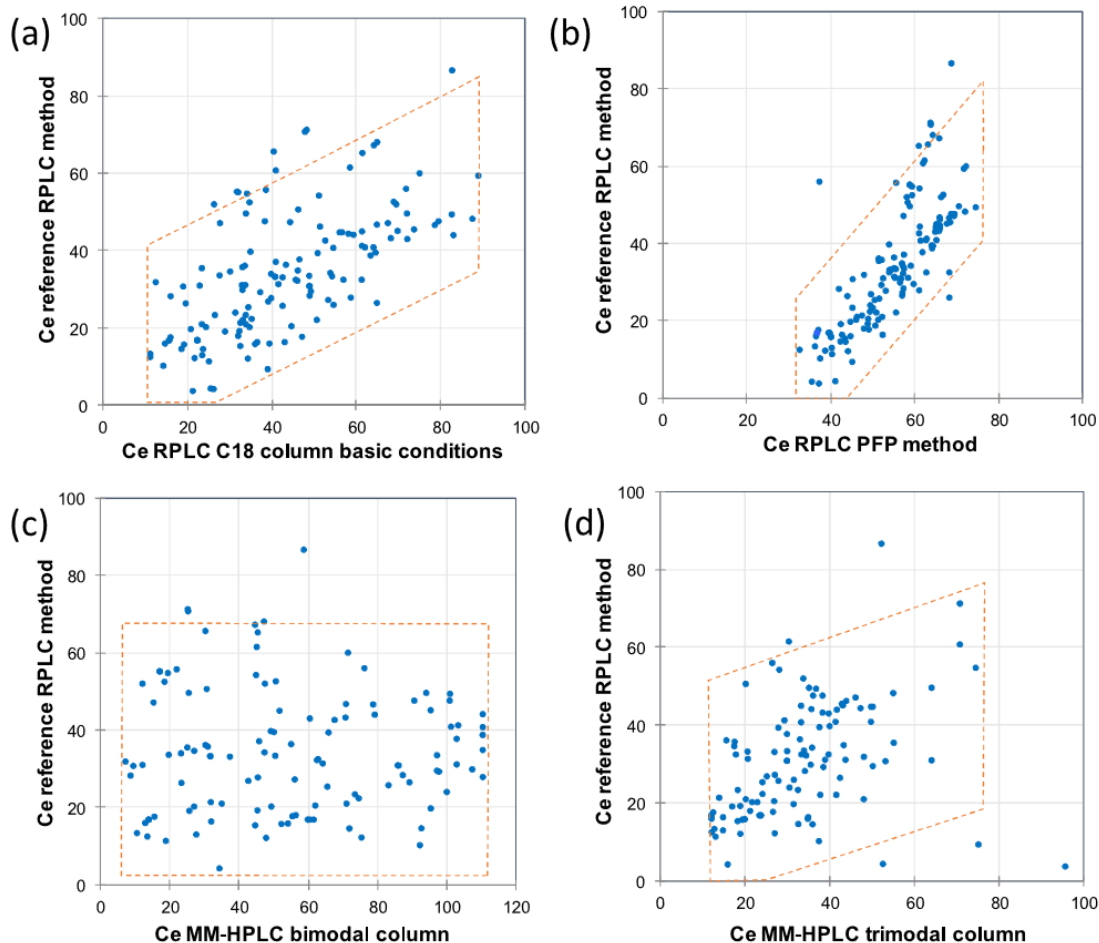 (a)
Ce reference RPLC method
100
80
60
40
20
0
0 20 40 60 80 100
Ce RPLC C18 column basic conditions
(b)
Ce reference RPLC method
100
80
60
40
20
0
0 20 40 60 80 100
Ce RPLC PFP method
(c)
Ce reference RPLC method
100
80
60
40
20
0
0 20 40 60 80 100 120
Ce MM-HPLC bimodal column
(d)
Ce reference RPLC method
100
80
60
40
20
0
0 20 40 60 80 100
Ce MM-HPLC trimodal column